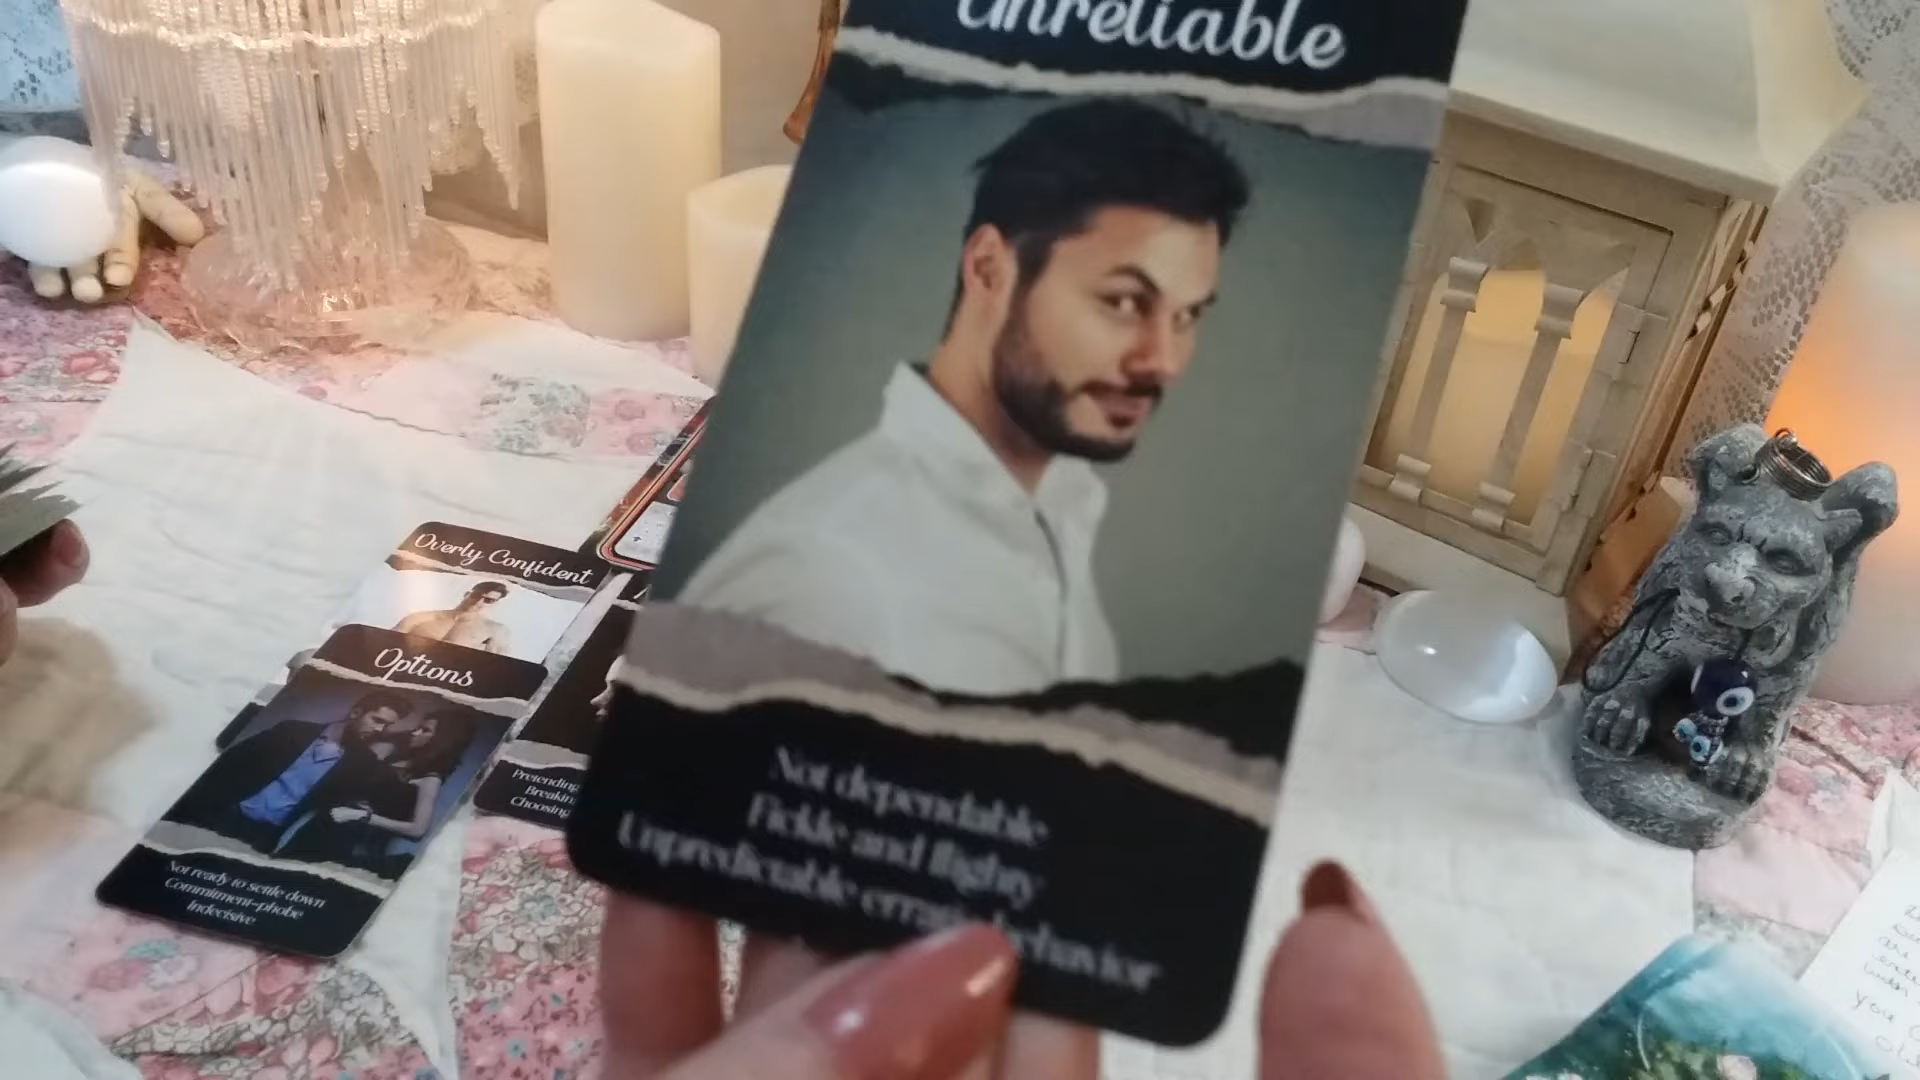 Unreliable
Not dependable
Fickle and flighty
Unpredictable erratic behavior
Overly Confident
Options
Not ready to settle down
Commitment-phobe
Indecisive
Pretending
Breakin
Choosing
you